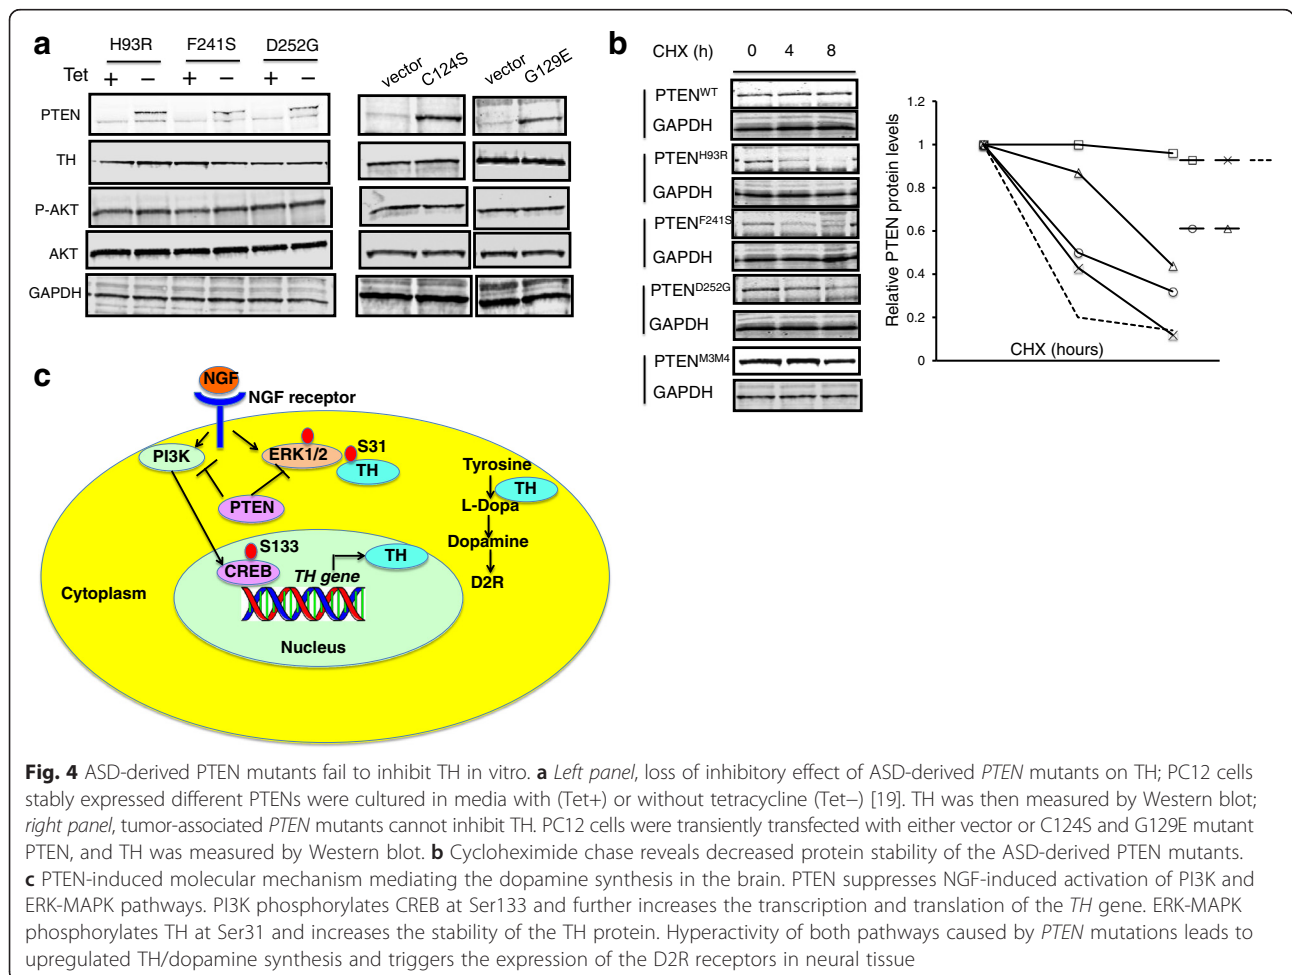 a
H93R F241S D252G
Tet + − + − + −
vector C124S vector G129E
PTEN
TH
P-AKT
AKT
GAPDH
b
CHX (h) 0 4 8
PTEN^WT
GAPDH
PTEN^H93R
GAPDH
PTEN^F241S
GAPDH
PTEN^D252G
GAPDH
PTEN^M3M4
GAPDH
Relative PTEN protein levels
1.2
1
0.8
0.6
0.4
0.2
0
CHX (hours)
c
NGF
NGF receptor
PI3K
ERK1/2
S31
TH
PTEN
S133
CREB
TH gene
TH
Cytoplasm
Nucleus
Tyrosine
TH
L-Dopa
Dopamine
D2R
Fig. 4 ASD-derived PTEN mutants fail to inhibit TH in vitro. a Left panel, loss of inhibitory effect of ASD-derived PTEN mutants on TH; PC12 cells
stably expressed different PTENs were cultured in media with (Tet+) or without tetracycline (Tet−) [19]. TH was then measured by Western blot;
right panel, tumor-associated PTEN mutants cannot inhibit TH. PC12 cells were transiently transfected with either vector or C124S and G129E mutant
PTEN, and TH was measured by Western blot. b Cycloheximide chase reveals decreased protein stability of the ASD-derived PTEN mutants.
c PTEN-induced molecular mechanism mediating the dopamine synthesis in the brain. PTEN suppresses NGF-induced activation of PI3K and
ERK-MAPK pathways. PI3K phosphorylates CREB at Ser133 and further increases the transcription and translation of the TH gene. ERK-MAPK
phosphorylates TH at Ser31 and increases the stability of the TH protein. Hyperactivity of both pathways caused by PTEN mutations leads to
upregulated TH/dopamine synthesis and triggers the expression of the D2R receptors in neural tissue